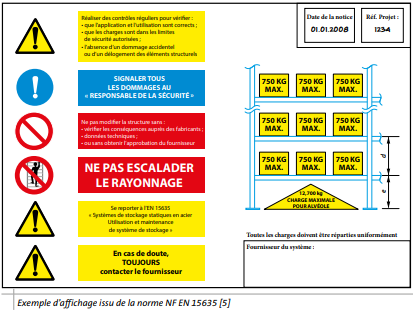 Réaliser des contrôles réguliers pour vérifier :
• que l'application et l'utilisation sont corrects ;
• que les charges sont dans les limites
de sécurité autorisées ;
• l'absence d'un dommage accidentel
ou d'un délogement des éléments structurels
SIGNALER TOUS
LES DOMMAGES AU
« RESPONSABLE DE LA SÉCURITÉ »
Ne pas modifier la structure sans :
• vérifier les conséquences auprès des fabricants ;
• données techniques ;
• ou sans obtenir l'approbation du fournisseur
NE PAS ESCALADER
LE RAYONNAGE
Se reporter à l'EN 15635
« Systèmes de stockage statiques en acier
Utilisation et maintenance
de système de stockage »
En cas de doute,
TOUJOURS
contacter le fournisseur
Date de la notice
01.01.2008
Réf. Projet :
1234
750 KG MAX. 750 KG MAX. 750 KG MAX.
750 KG MAX. 750 KG MAX. 750 KG MAX.
750 KG MAX. 750 KG MAX. 750 KG MAX.
d
e
12,700 kg
CHARGE MAXIMALE
POUR ALVÉOLE
Toutes les charges doivent être réparties uniformément
Fournisseur du système :
Exemple d'affichage issu de la norme NF EN 15635 [5]